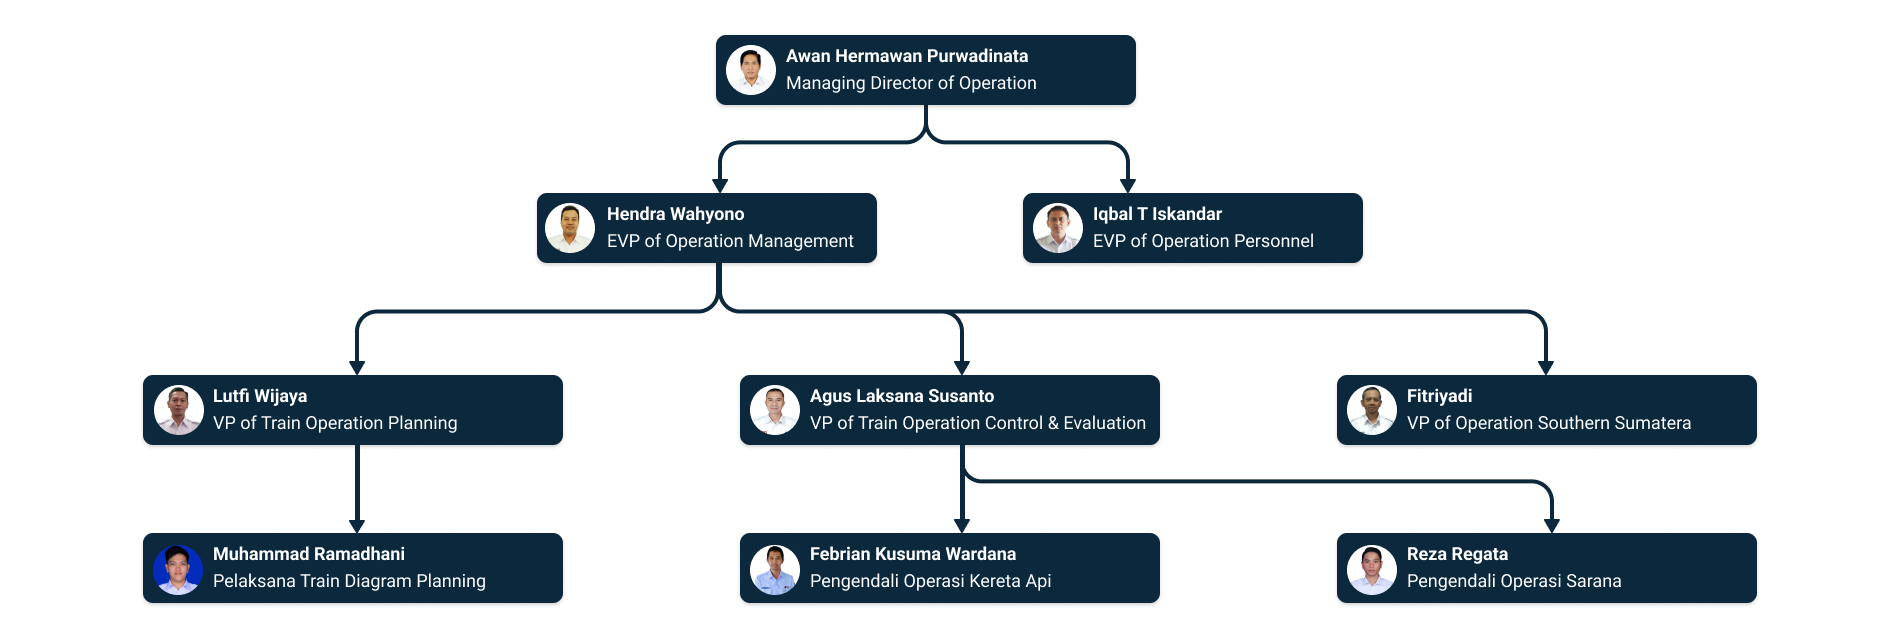 Awan Hermawan Purwadinata
Managing Director of Operation
Hendra Wahyono
EVP of Operation Management
Iqbal T Iskandar
EVP of Operation Personnel
Lutfi Wijaya
VP of Train Operation Planning
Agus Laksana Susanto
VP of Train Operation Control & Evaluation
Fitriyadi
VP of Operation Southern Sumatera
Muhammad Ramadhani
Pelaksana Train Diagram Planning
Febrian Kusuma Wardana
Pengendali Operasi Kereta Api
Reza Regata
Pengendali Operasi Sarana